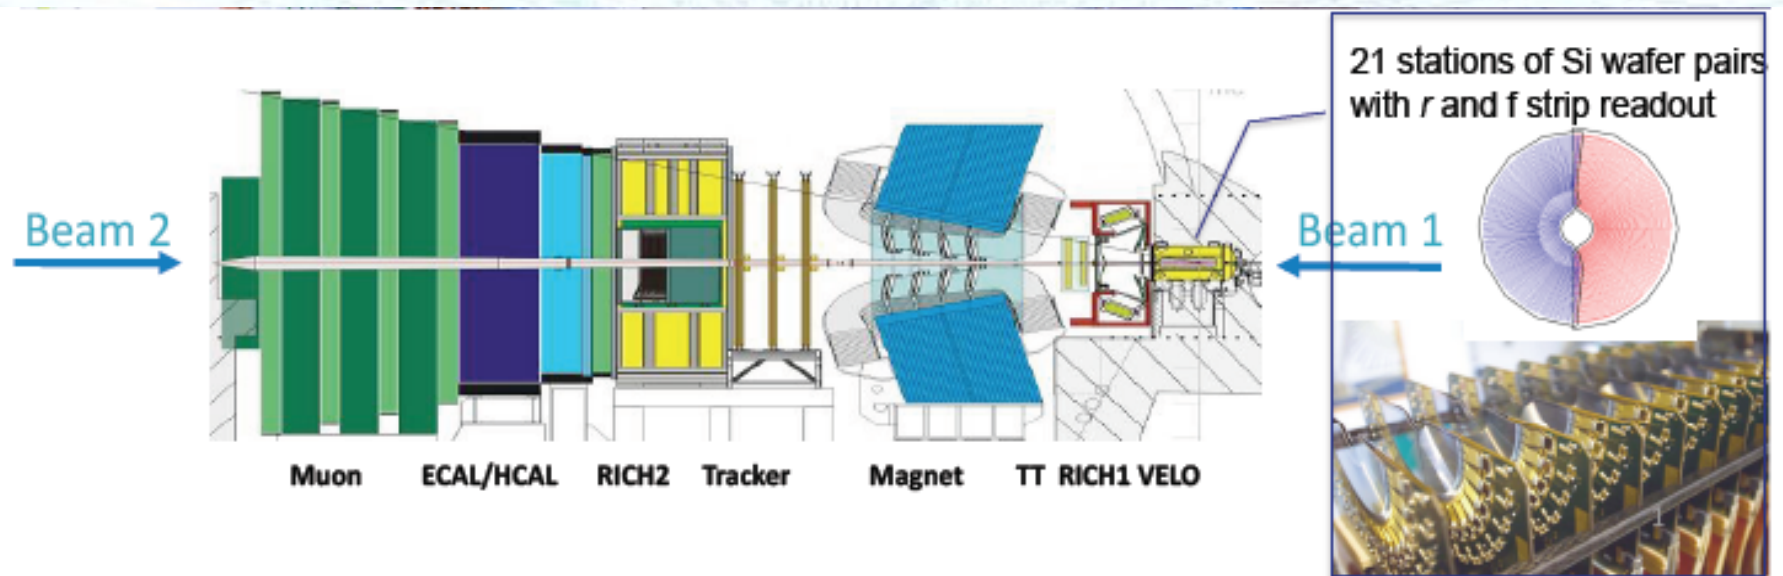 21 stations of Si wafer pairs
with r and f strip readout
Beam 2
Beam 1
Muon ECAL/HCAL RICH2 Tracker Magnet TT RICH1 VELO
1